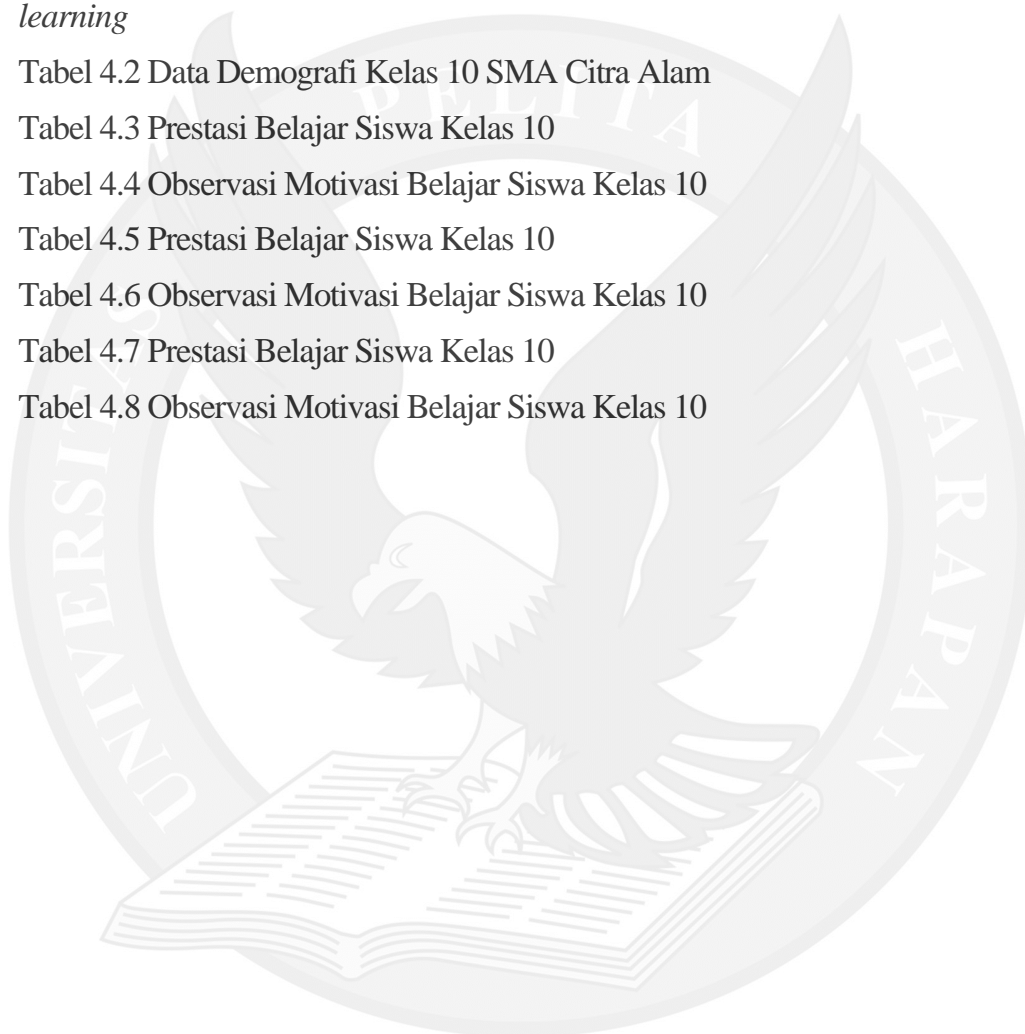 learning
Tabel 4.2 Data Demografi Kelas 10 SMA Citra Alam
Tabel 4.3 Prestasi Belajar Siswa Kelas 10
Tabel 4.4 Observasi Motivasi Belajar Siswa Kelas 10
Tabel 4.5 Prestasi Belajar Siswa Kelas 10
Tabel 4.6 Observasi Motivasi Belajar Siswa Kelas 10
Tabel 4.7 Prestasi Belajar Siswa Kelas 10
Tabel 4.8 Observasi Motivasi Belajar Siswa Kelas 10
UNIVERSITAS PELITA HARAPAN